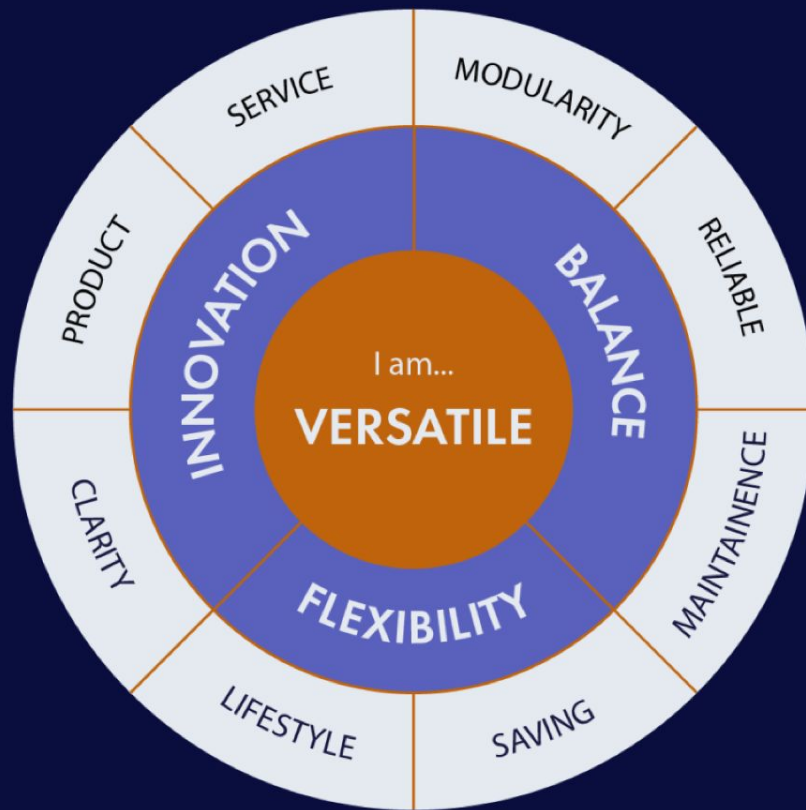 I am...
VERSATILE
INNOVATION
BALANCE
FLEXIBILITY
SERVICE
MODULARITY
RELIABLE
MAINTAINENCE
SAVING
LIFESTYLE
CLARITY
PRODUCT